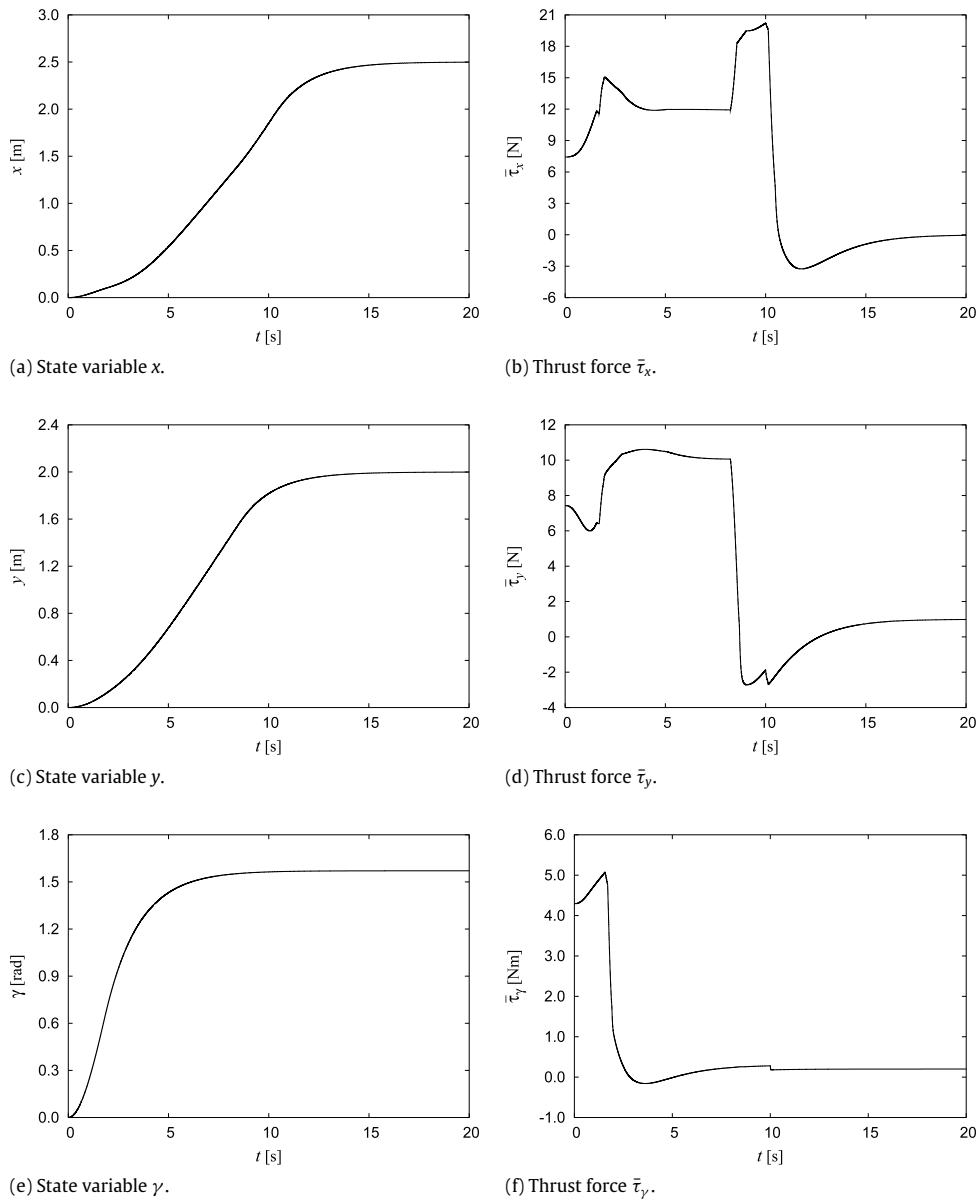 3.0
2.5
2.0
1.5
1.0
0.5
0.0
x [m]
0 5 10 15 20
t [s]
(a) State variable x.
21
18
15
12
9
6
3
0
-3
-6
τ̄x [N]
0 5 10 15 20
t [s]
(b) Thrust force τ̄x.
2.4
2.0
1.6
1.2
0.8
0.4
0.0
y [m]
0 5 10 15 20
t [s]
(c) State variable y.
12
10
8
6
4
2
0
-2
-4
τ̄y [N]
0 5 10 15 20
t [s]
(d) Thrust force τ̄y.
1.8
1.5
1.2
0.9
0.6
0.3
0.0
γ [rad]
0 5 10 15 20
t [s]
(e) State variable γ.
6.0
5.0
4.0
3.0
2.0
1.0
0.0
-1.0
τ̄γ [Nm]
0 5 10 15 20
t [s]
(f) Thrust force τ̄γ.